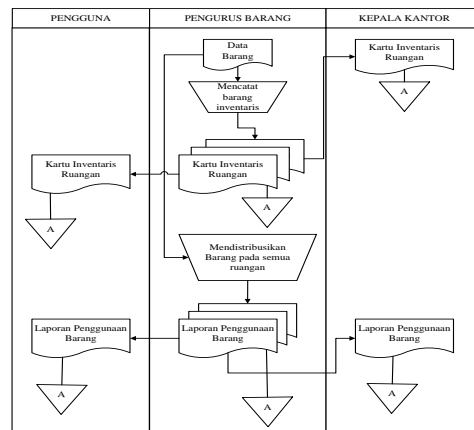 PENGGUNA
PENGURUS BARANG
KEPALA KANTOR
Data
Barang
Kartu Inventaris
Ruangan
Mencatat
barang
inventaris
A
Kartu Inventaris
Ruangan
Kartu Inventaris
Ruangan
A
A
Mendistribusikan
Barang pada semua
ruangan
Laporan Penggunaan
Barang
Laporan Penggunaan
Barang
Laporan Penggunaan
Barang
A
A
A